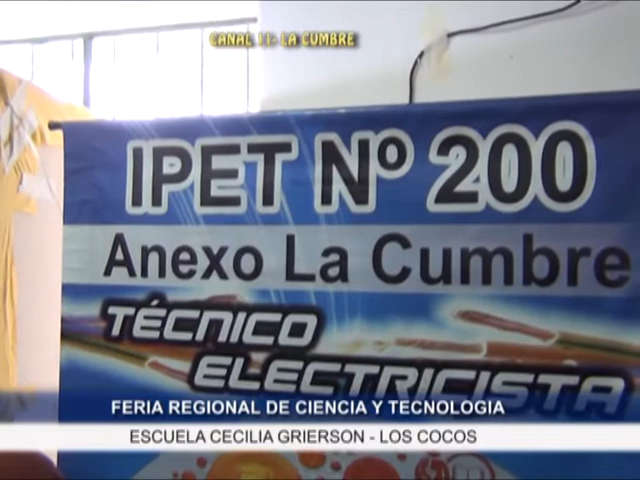 CANAL 11- LA CUMBRE
IPET Nº 200
Anexo La Cumbre
TÉCNICO
ELECTRICISTA
FERIA REGIONAL DE CIENCIA Y TECNOLOGIA
ESCUELA CECILIA GRIERSON - LOS COCOS